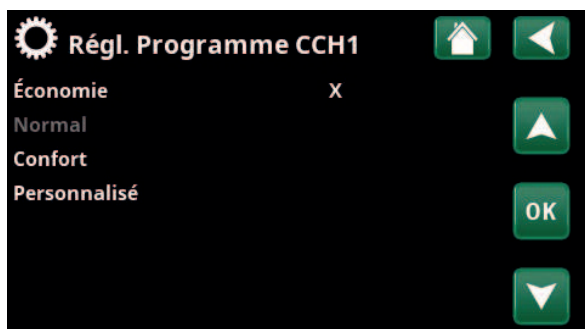 Régl. Programme CCH1
Économie X
Normal
Confort
Personnalisé
OK